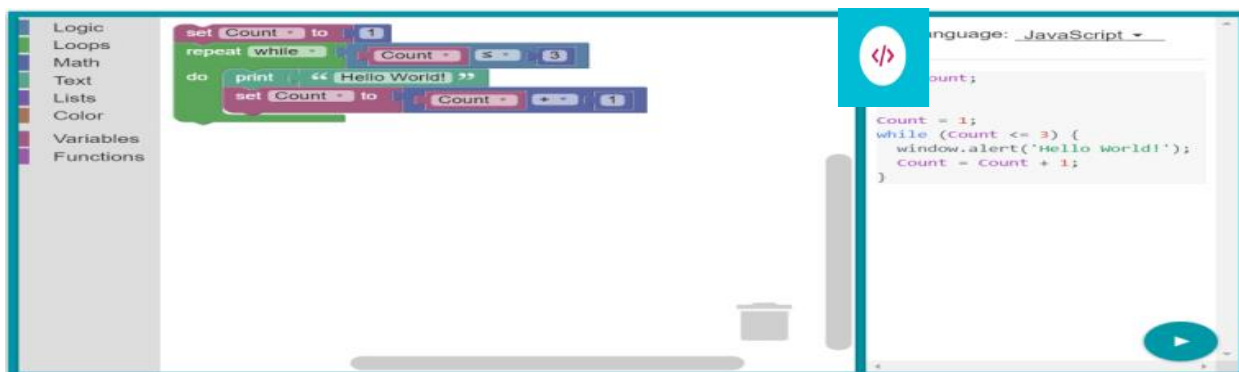 Logic
Loops
Math
Text
Lists
Color
Variables
Functions
set Count to 1
repeat while Count ≤ 3
do print “ Hello World! ”
set Count to Count + 1
</>
nguage: JavaScript
ount;
Count = 1;
while (Count <= 3) {
window.alert('Hello World!');
Count = Count + 1;
}